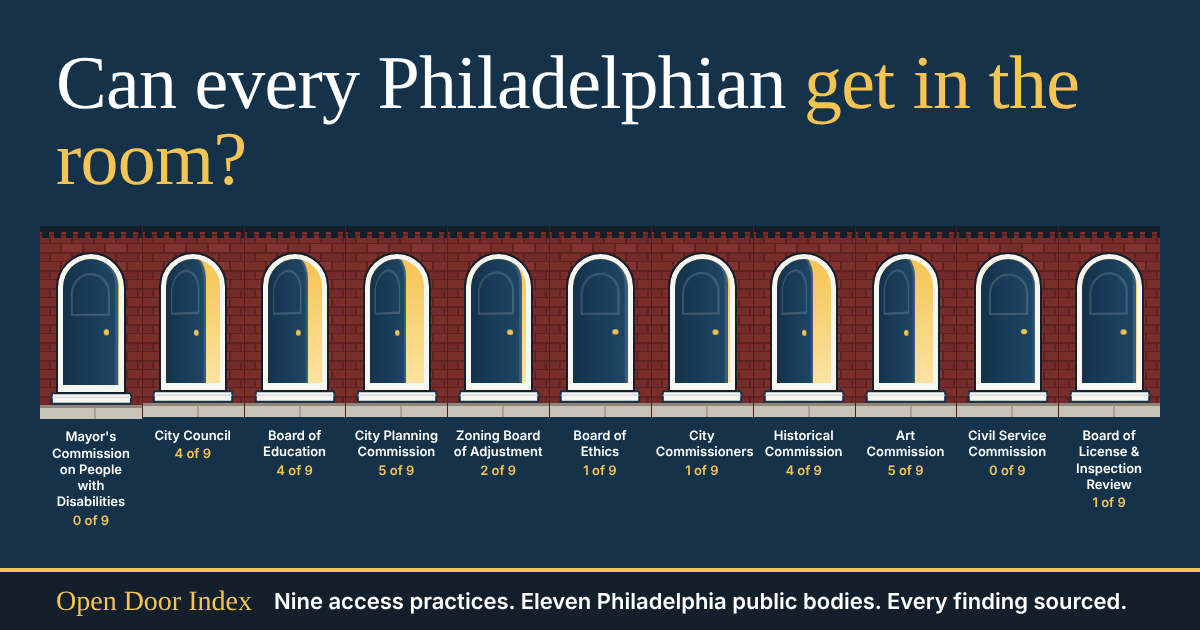 Can every Philadelphian get in the
room?
Mayor's
Commission
on People
with
Disabilities
0 of 9
City Council
4 of 9
Board of
Education
4 of 9
City Planning
Commission
5 of 9
Zoning Board
of Adjustment
2 of 9
Board of
Ethics
1 of 9
City
Commissioners
1 of 9
Historical
Commission
4 of 9
Art
Commission
5 of 9
Civil Service
Commission
0 of 9
Board of
License &
Inspection
Review
1 of 9
Open Door Index Nine access practices. Eleven Philadelphia public bodies. Every finding sourced.